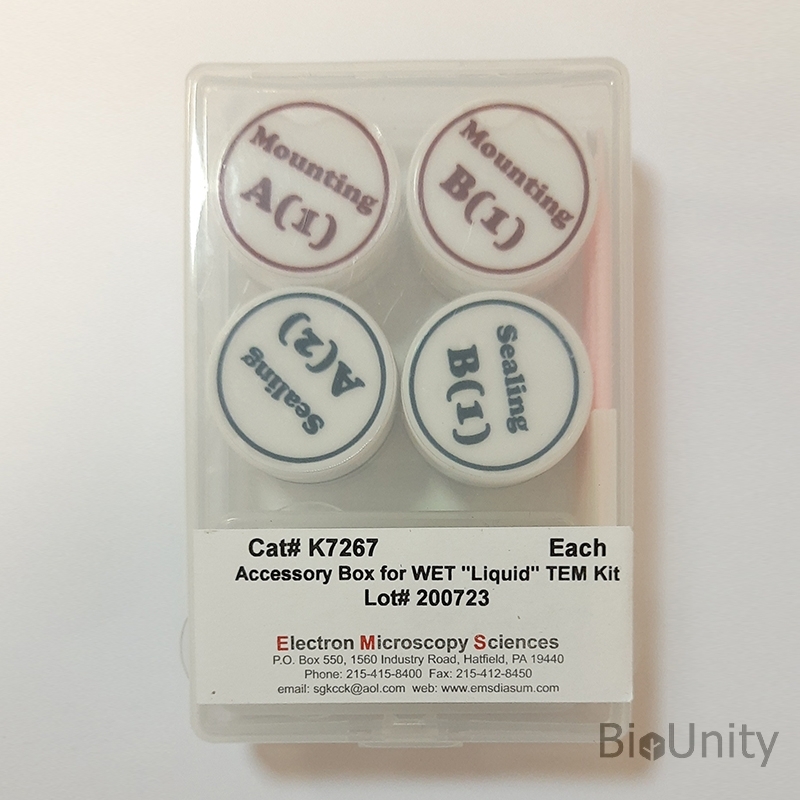 Mounting
A(1)
Mounting
B(1)
Sealing
A(2)
Sealing
B(1)
Cat# K7267 Each
Accessory Box for WET "Liquid" TEM Kit
Lot# 200723
Electron Microscopy Sciences
P.O. Box 550, 1560 Industry Road, Hatfield, PA 19440
Phone: 215-415-8400 Fax: 215-412-8450
email: sgkcck@aol.com web: www.emsdiasum.com
BioUnity